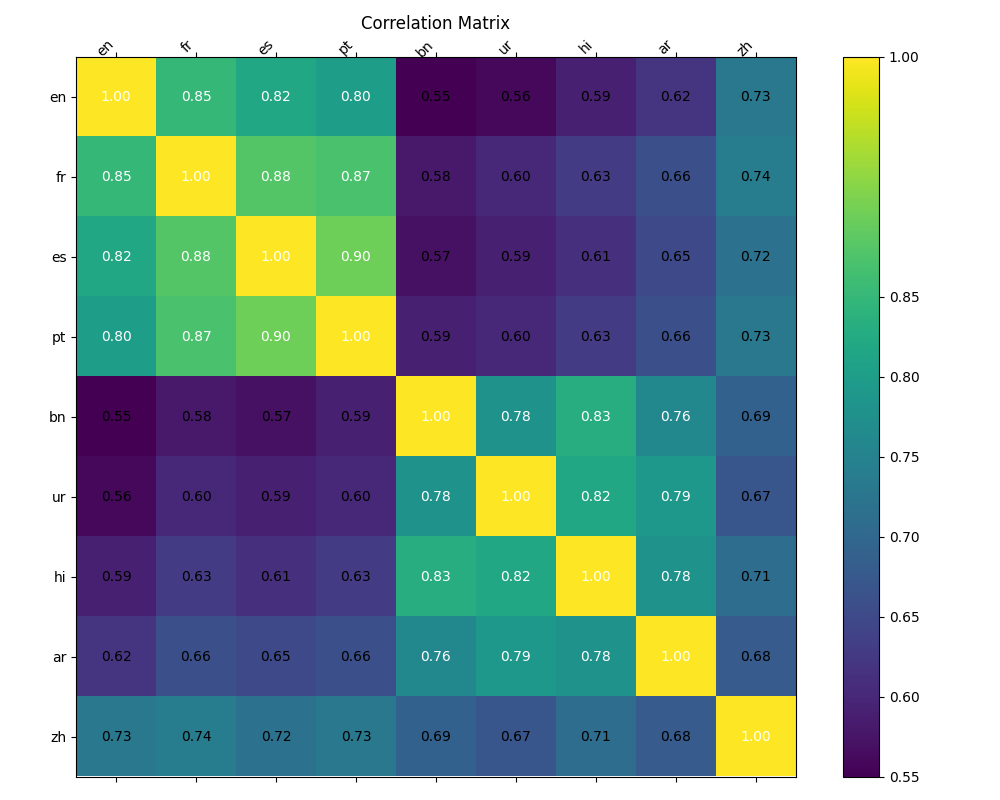 Correlation Matrix
en fr es pt bn ur hi ar zh
en 1.00 0.85 0.82 0.80 0.55 0.56 0.59 0.62 0.73
fr 0.85 1.00 0.88 0.87 0.58 0.60 0.63 0.66 0.74
es 0.82 0.88 1.00 0.90 0.57 0.59 0.61 0.65 0.72
pt 0.80 0.87 0.90 1.00 0.59 0.60 0.63 0.66 0.73
bn 0.55 0.58 0.57 0.59 1.00 0.78 0.83 0.76 0.69
ur 0.56 0.60 0.59 0.60 0.78 1.00 0.82 0.79 0.67
hi 0.59 0.63 0.61 0.63 0.83 0.82 1.00 0.78 0.71
ar 0.62 0.66 0.65 0.66 0.76 0.79 0.78 1.00 0.68
zh 0.73 0.74 0.72 0.73 0.69 0.67 0.71 0.68 1.00
1.00
0.85
0.80
0.75
0.70
0.65
0.60
0.55